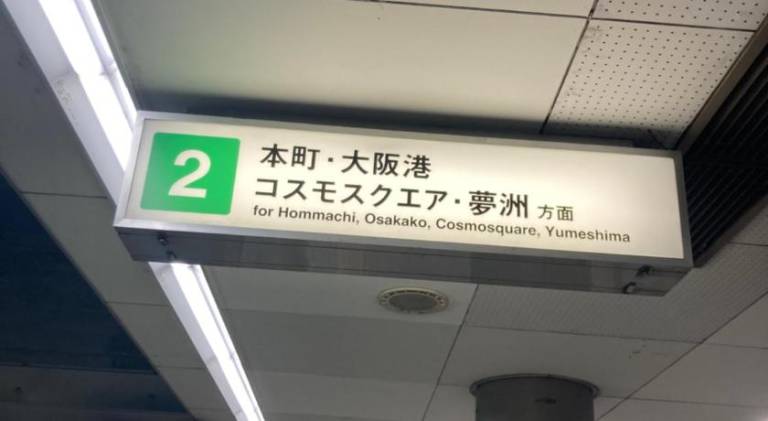 2
本町・大阪港
コスモスクエア・夢洲 方面
for Hommachi, Osakako, Cosmosquare, Yumeshima